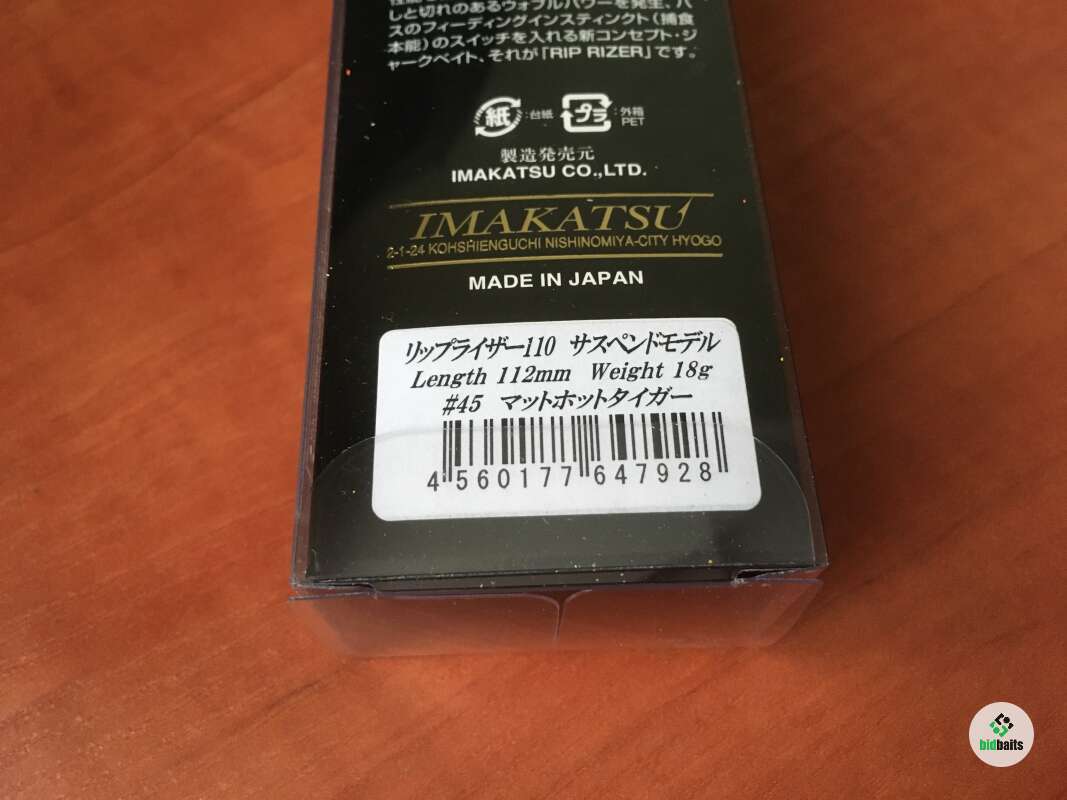 しと切れのあるウォブルパワーを発生、バ
スのフィーディングインスティンクト（捕食
本能）のスイッチを入れる新コンセプト・ジ
ャークベイト、それが「RIP RIZER」です。
紙 :台紙 プラ :外箱
PET
製造発売元
IMAKATSU CO.,LTD.
IMAKATSU
2-1-24 KOHSHIENGUCHI NISHINOMIYA-CITY HYOGO
MADE IN JAPAN
リップライザー110 サスペンドモデル
Length 112mm Weight 18g
#45 マットホットタイガー
4 560177 647928
bidbaits